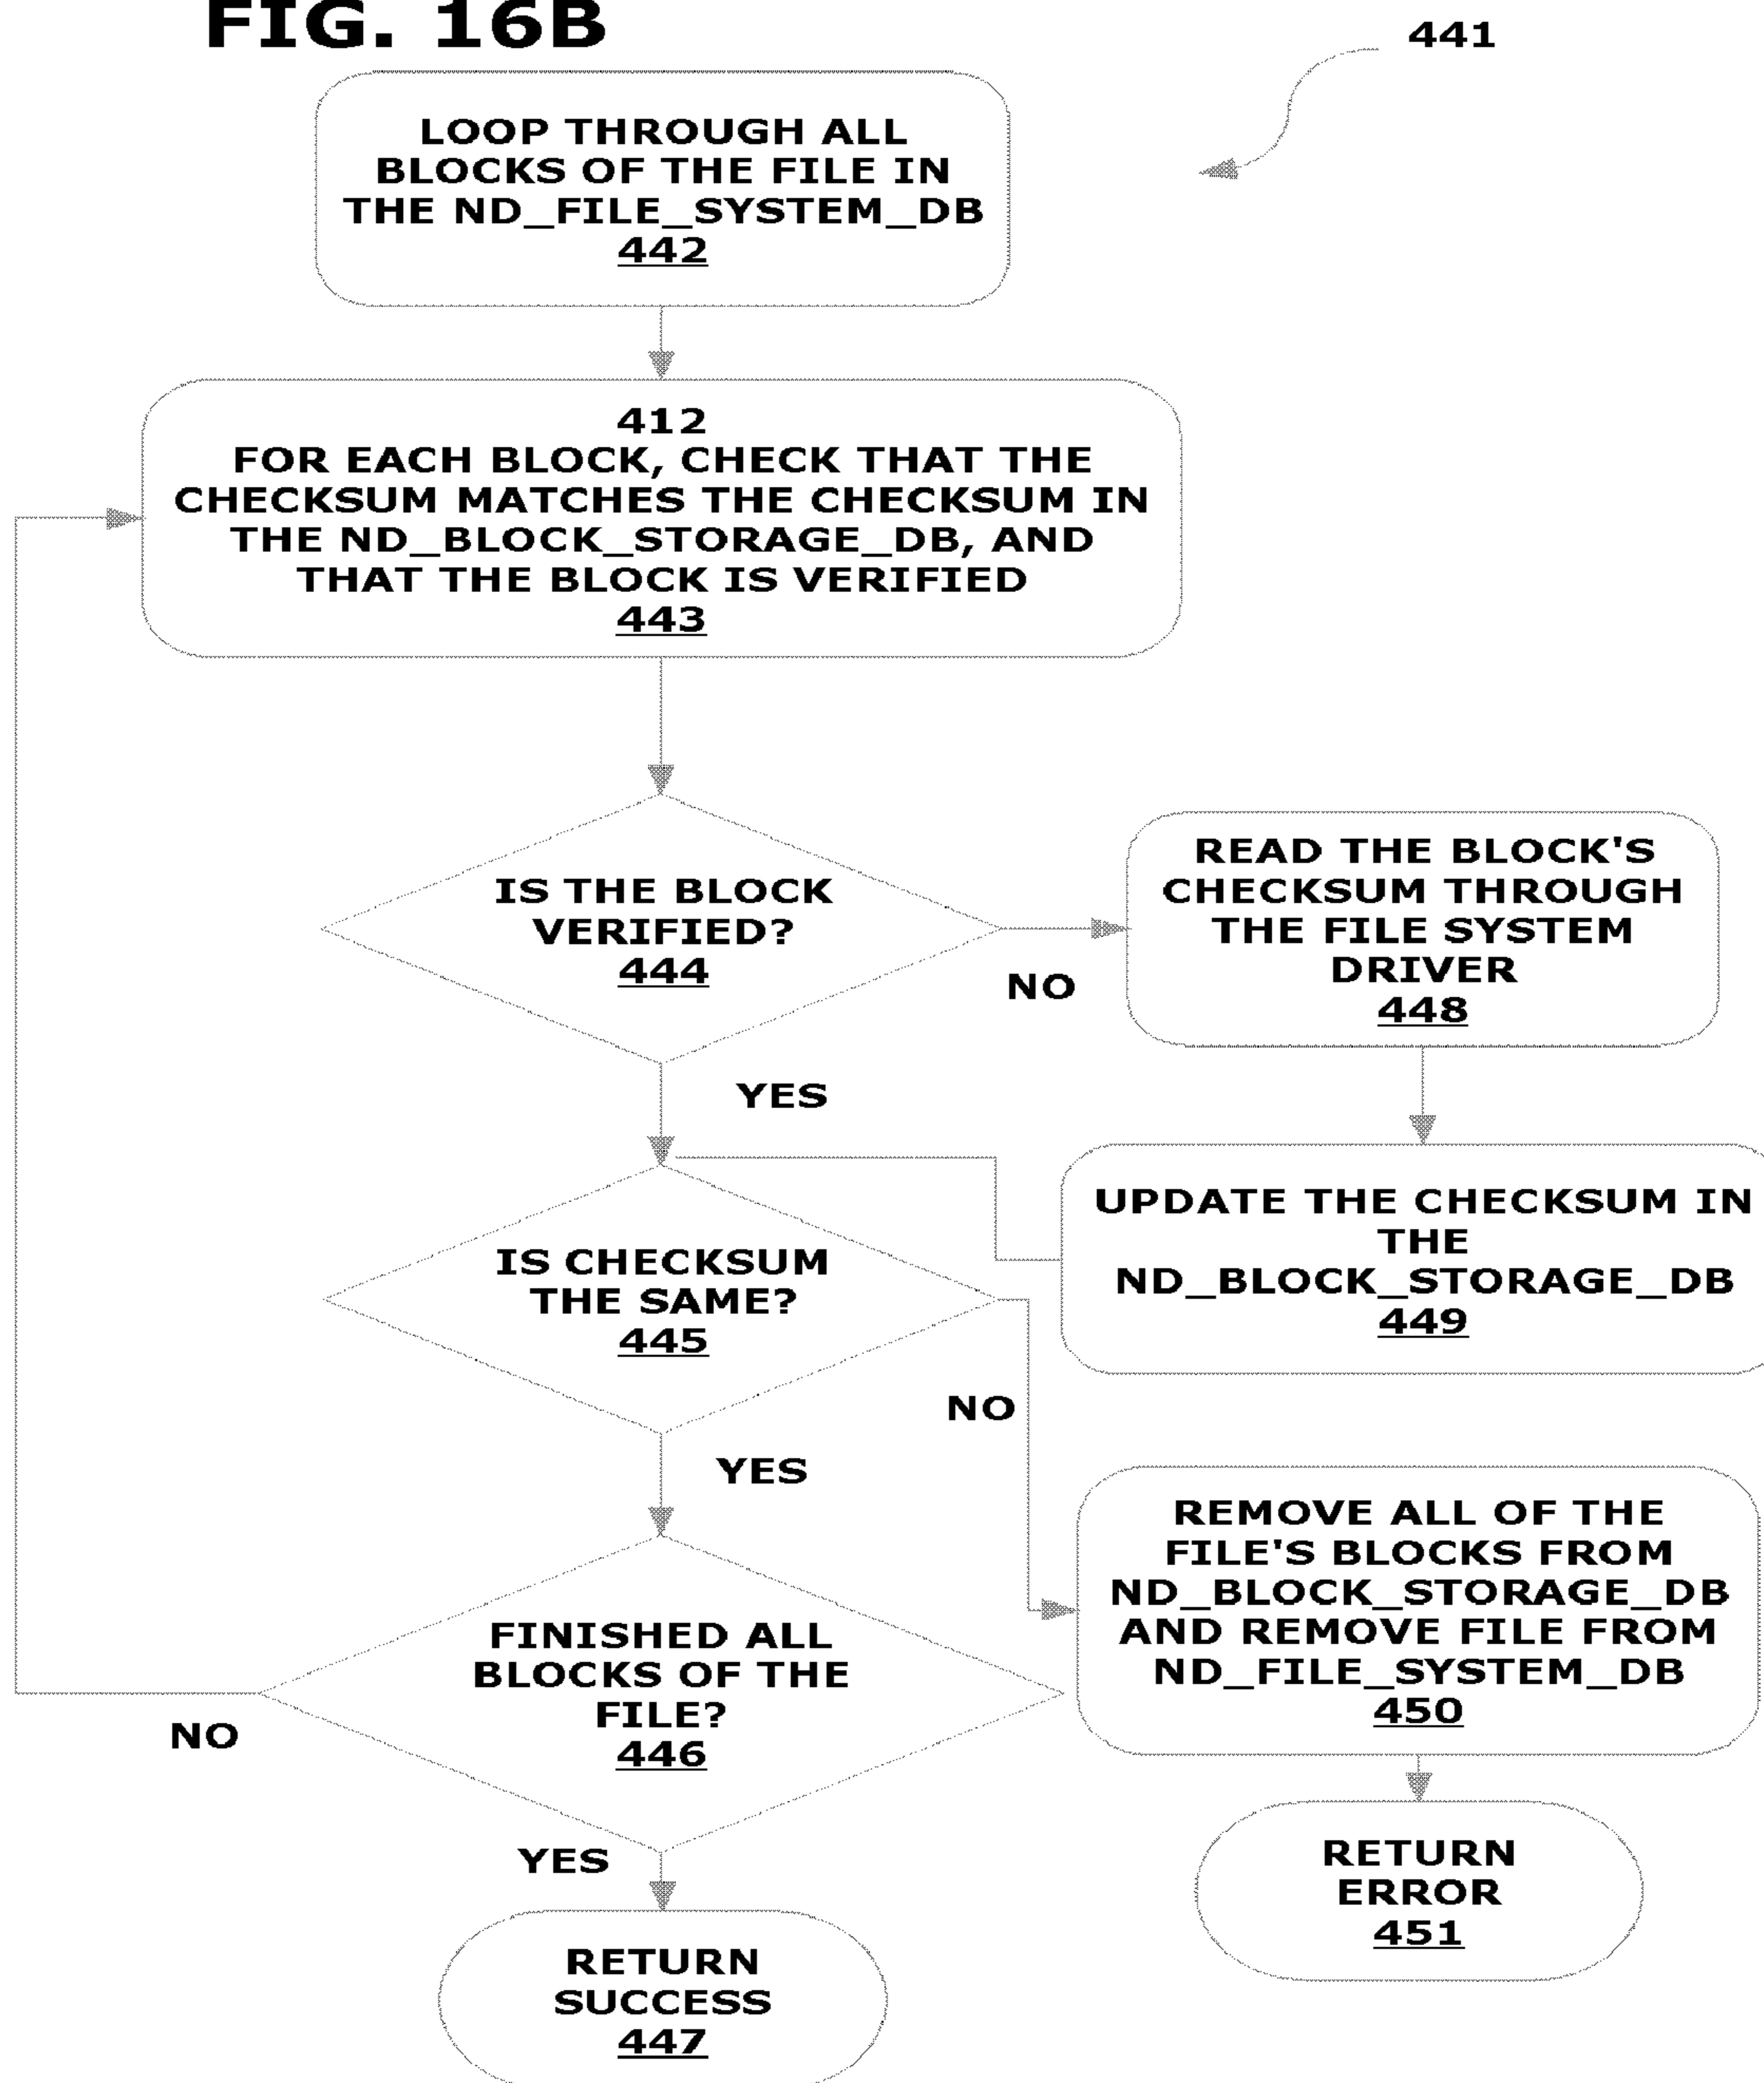 FIG. 16B
441
LOOP THROUGH ALL
BLOCKS OF THE FILE IN
THE ND_FILE_SYSTEM_DB
442
412
FOR EACH BLOCK, CHECK THAT THE
CHECKSUM MATCHES THE CHECKSUM IN
THE ND_BLOCK_STORAGE_DB, AND
THAT THE BLOCK IS VERIFIED
443
IS THE BLOCK
VERIFIED?
444
NO
READ THE BLOCK'S
CHECKSUM THROUGH
THE FILE SYSTEM
DRIVER
448
YES
UPDATE THE CHECKSUM IN
THE
ND_BLOCK_STORAGE_DB
449
IS CHECKSUM
THE SAME?
445
NO
YES
REMOVE ALL OF THE
FILE'S BLOCKS FROM
ND_BLOCK_STORAGE_DB
AND REMOVE FILE FROM
ND_FILE_SYSTEM_DB
450
FINISHED ALL
BLOCKS OF THE
FILE?
446
NO
YES
RETURN
ERROR
451
RETURN
SUCCESS
447